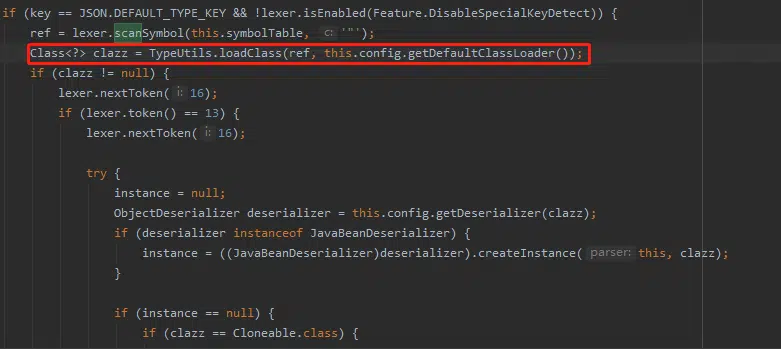 if (key == JSON.DEFAULT_TYPE_KEY && !lexer.isEnabled(Feature.DisableSpecialKeyDetect)) {
ref = lexer.scanSymbol(this.symbolTable, c: '"');
Class<?> clazz = TypeUtils.loadClass(ref, this.config.getDefaultClassLoader());
if (clazz != null) {
lexer.nextToken( i: 16);
if (lexer.token() == 13) {
lexer.nextToken( i: 16);
try {
instance = null;
ObjectDeserializer deserializer = this.config.getDeserializer(clazz);
if (deserializer instanceof JavaBeanDeserializer) {
instance = ((JavaBeanDeserializer)deserializer).createInstance( parser: this, clazz);
}
if (instance == null) {
if (clazz == Cloneable.class) {